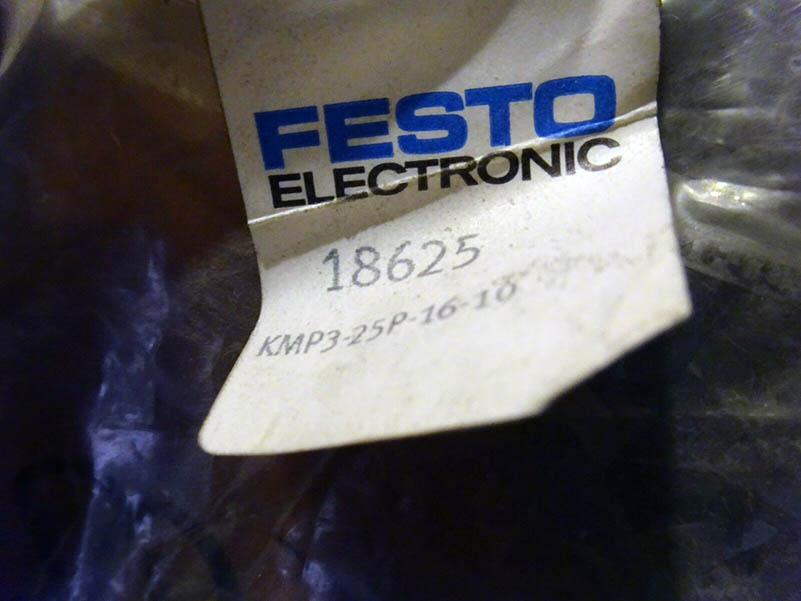 FESTO
ELECTRONIC
18625
KMP3-25P-16-10